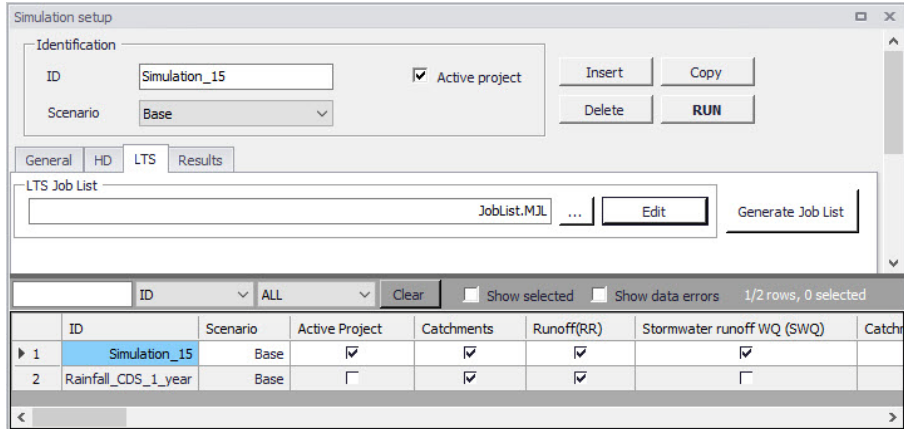 Simulation setup
Identification
ID Simulation_15 Active project Insert Copy
Scenario Base Delete RUN
General HD LTS Results
LTS Job List
JobList.MJL ... Edit Generate Job List
ID ALL Clear Show selected Show data errors 1/2 rows, 0 selected
ID Scenario Active Project Catchments Runoff(RR) Stormwater runoff WQ (SWQ) Catchr
1 Simulation_15 Base
2 Rainfall_CDS_1_year Base